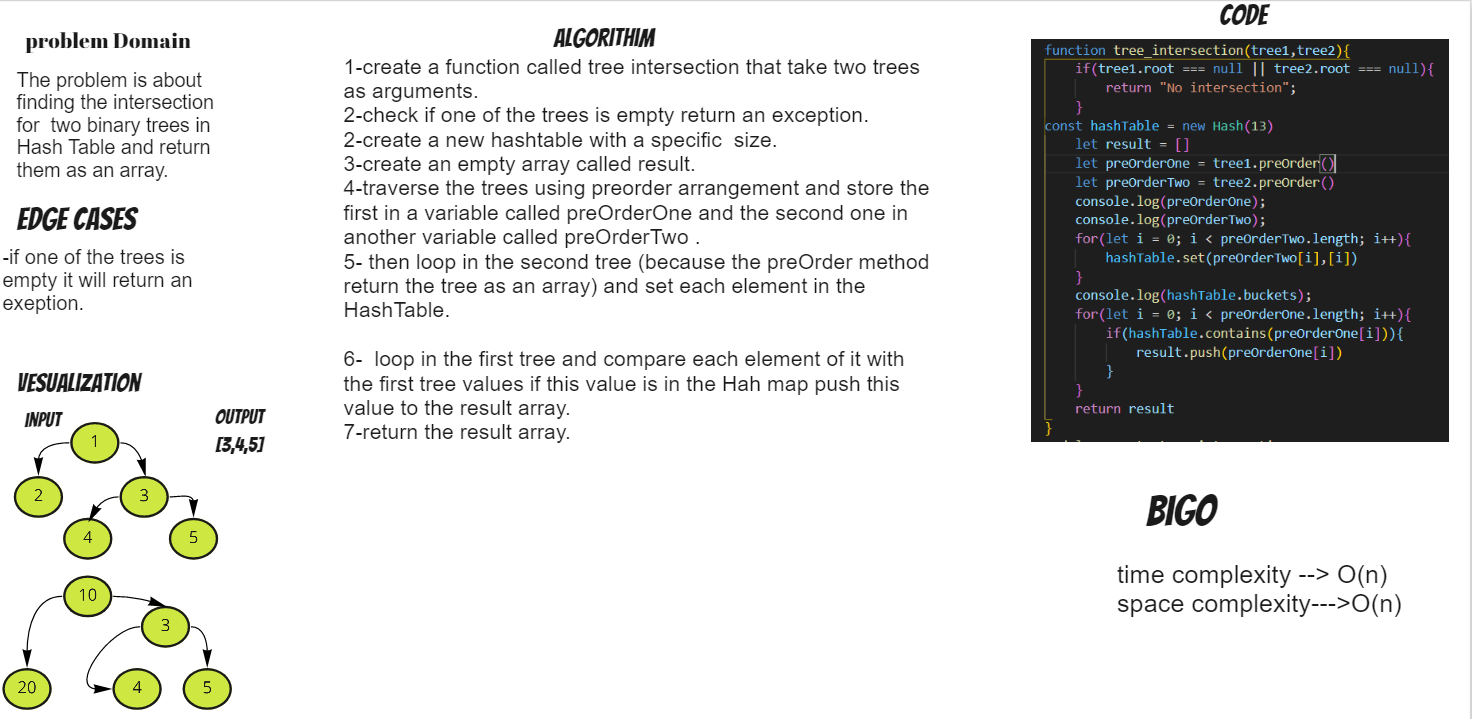 problem Domain
The problem is about
finding the intersection
for two binary trees in
Hash Table and return
them as an array.
EDGE CASES
-if one of the trees is
empty it will return an
exeption.
VESUALIZATION
INPUT
OUTPUT
[3,4,5]
1
2
3
4
5
10
3
20
4
5
ALGORITHIM
1-create a function called tree intersection that take two trees
as arguments.
2-check if one of the trees is empty return an exception.
2-create a new hashtable with a specific size.
3-create an empty array called result.
4-traverse the trees using preorder arrangement and store the
first in a variable called preOrderOne and the second one in
another variable called preOrderTwo .
5- then loop in the second tree (because the preOrder method
return the tree as an array) and set each element in the
HashTable.
6- loop in the first tree and compare each element of it with
the first tree values if this value is in the Hah map push this
value to the result array.
7-return the result array.
CODE
function tree_intersection(tree1,tree2){
if(tree1.root === null || tree2.root === null){
return "No intersection";
}
const hashTable = new Hash(13)
let result = []
let preOrderOne = tree1.preOrder()
let preOrderTwo = tree2.preOrder()
console.log(preOrderOne);
console.log(preOrderTwo);
for(let i = 0; i < preOrderTwo.length; i++){
hashTable.set(preOrderTwo[i],[i])
}
console.log(hashTable.buckets);
for(let i = 0; i < preOrderOne.length; i++){
if(hashTable.contains(preOrderOne[i])){
result.push(preOrderOne[i])
}
}
return result
}
BIGO
time complexity --> O(n)
space complexity--->O(n)